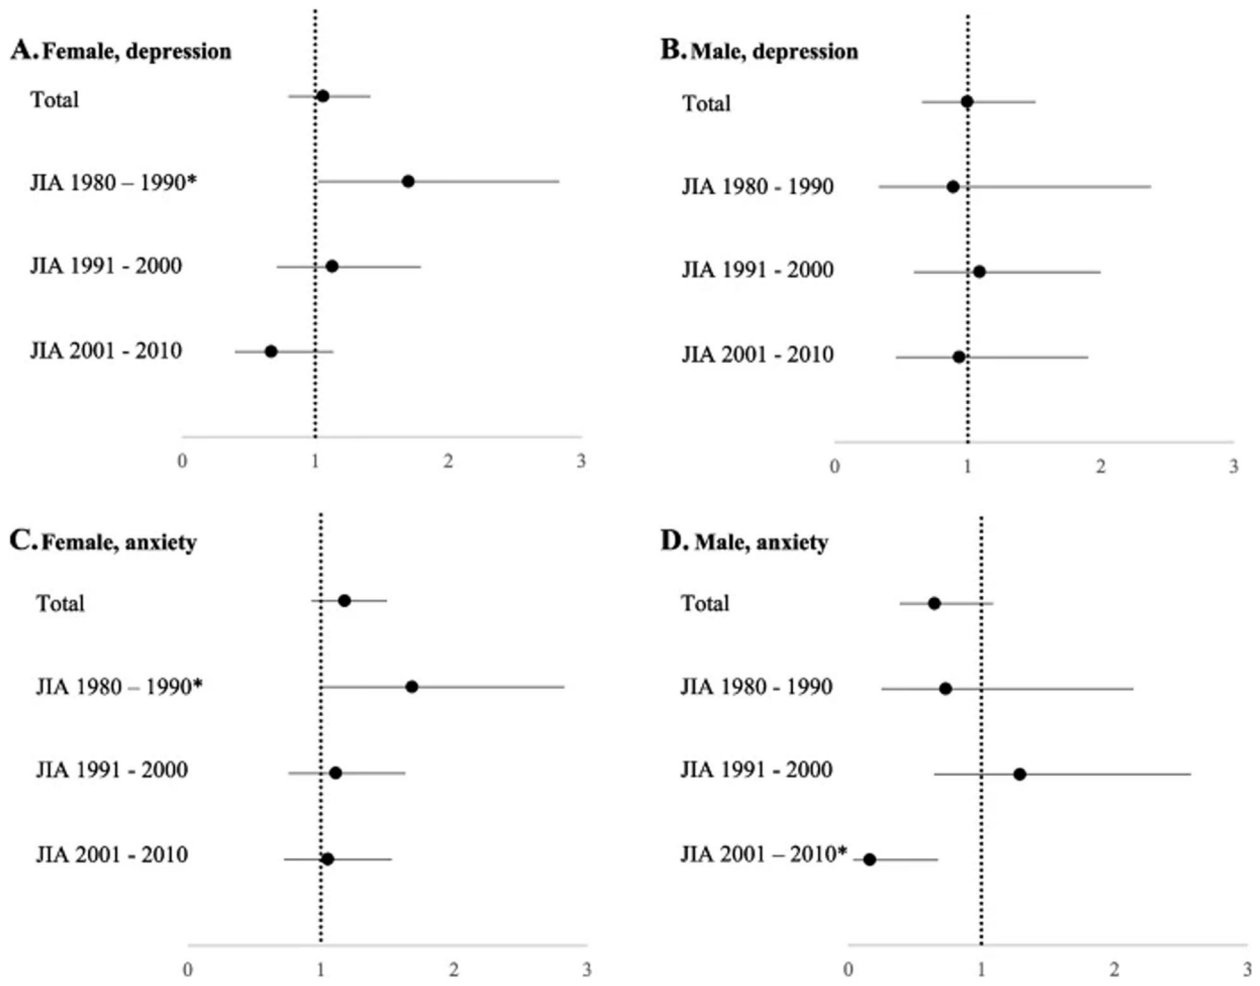 A. Female, depression
Total
JIA 1980 – 1990*
JIA 1991 - 2000
JIA 2001 - 2010
0 1 2 3
B. Male, depression
Total
JIA 1980 - 1990
JIA 1991 - 2000
JIA 2001 - 2010
0 1 2 3
C. Female, anxiety
Total
JIA 1980 – 1990*
JIA 1991 - 2000
JIA 2001 - 2010
0 1 2 3
D. Male, anxiety
Total
JIA 1980 - 1990
JIA 1991 - 2000
JIA 2001 – 2010*
0 1 2 3